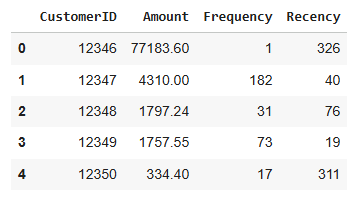 CustomerID Amount Frequency Recency
0 12346 77183.60 1 326
1 12347 4310.00 182 40
2 12348 1797.24 31 76
3 12349 1757.55 73 19
4 12350 334.40 17 311